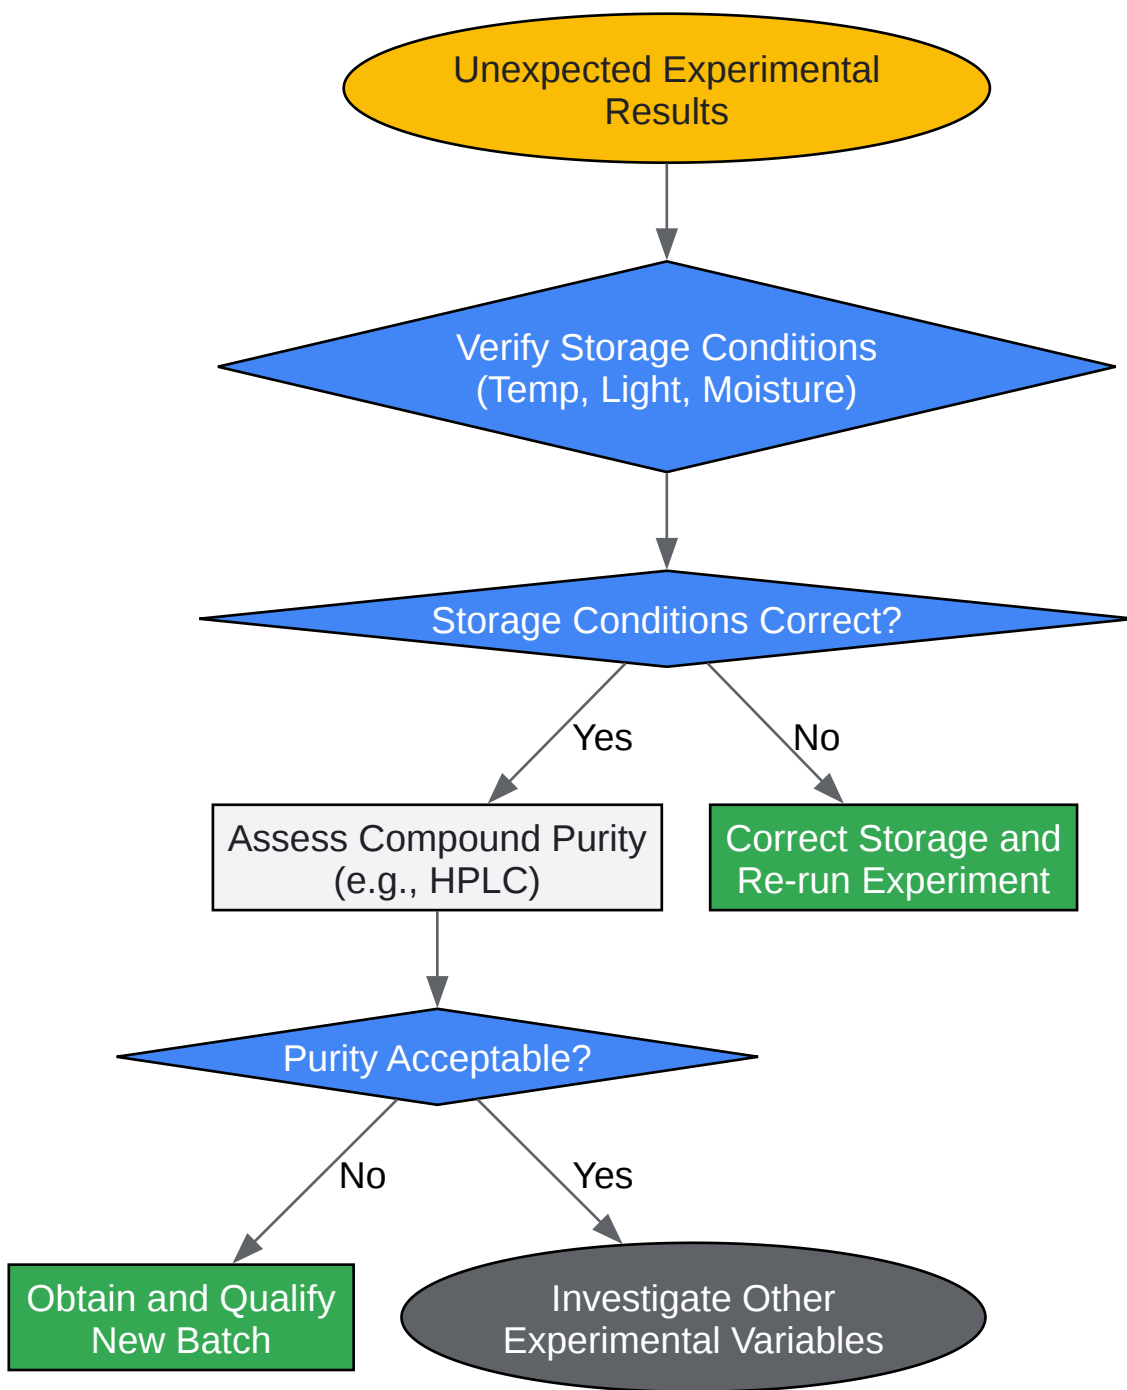 Unexpected Experimental
Results
Verify Storage Conditions
(Temp, Light, Moisture)
Storage Conditions Correct?
Yes
No
Assess Compound Purity
(e.g., HPLC)
Correct Storage and
Re-run Experiment
Purity Acceptable?
No
Yes
Obtain and Qualify
New Batch
Investigate Other
Experimental Variables